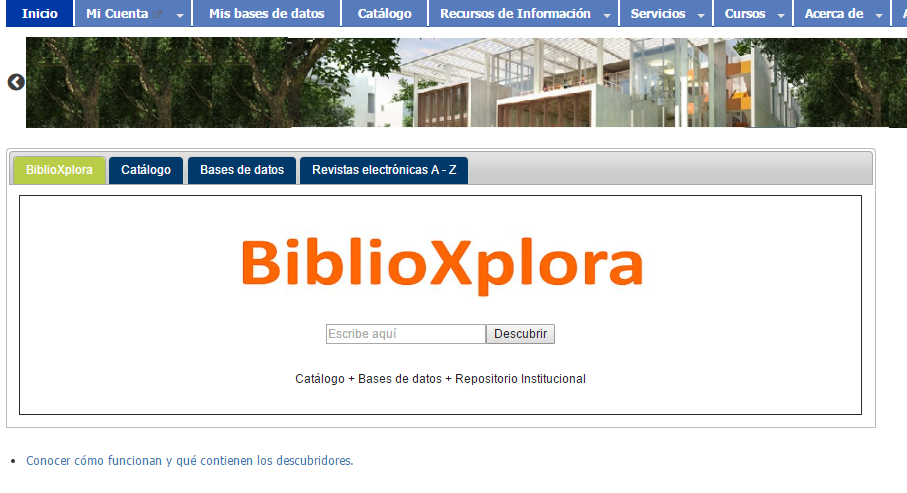 Inicio Mi Cuenta Mis bases de datos Catálogo Recursos de Información Servicios Cursos Acerca de
BiblioXplora Catálogo Bases de datos Revistas electrónicas A - Z
BiblioXplora
Escribe aquí Descubrir
Catálogo + Bases de datos + Repositorio Institucional
Conocer cómo funcionan y qué contienen los descubridores.